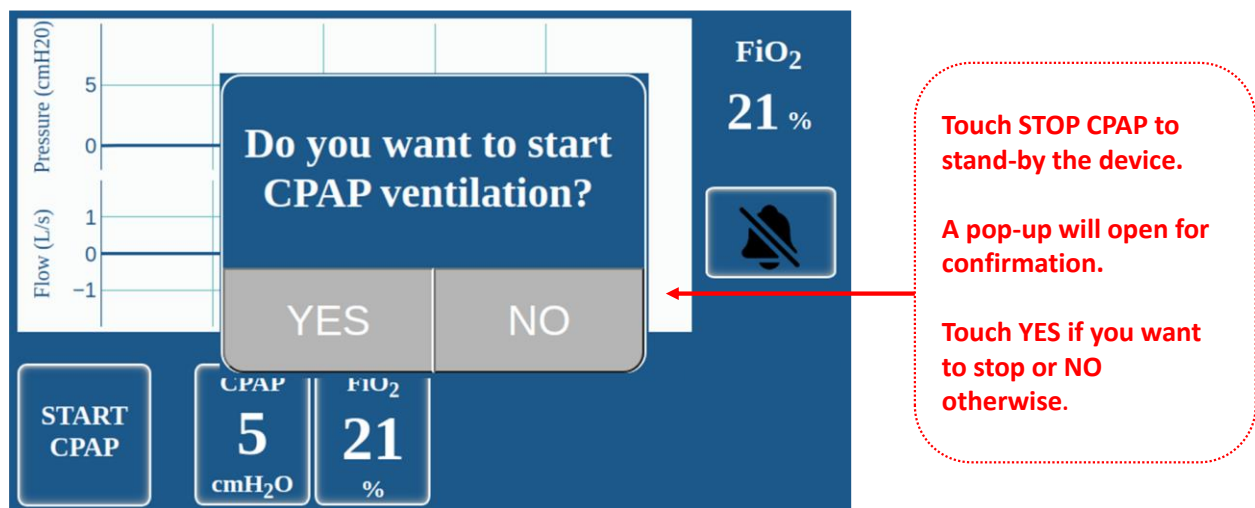 Pressure (cmH20)
5
0
Flow (L/s)
1
0
−1
Do you want to start
CPAP ventilation?
YES
NO
FiO2
21 %
START
CPAP
CPAP
5
cmH2O
FiO2
21
%
Touch STOP CPAP to
stand-by the device.
A pop-up will open for
confirmation.
Touch YES if you want
to stop or NO
otherwise.